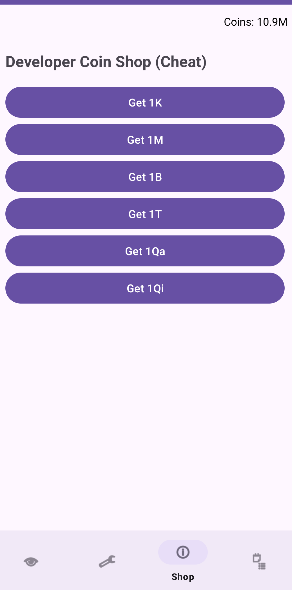 Coins: 10.9M
Developer Coin Shop (Cheat)
Get 1K
Get 1M
Get 1B
Get 1T
Get 1Qa
Get 1Qi
Shop